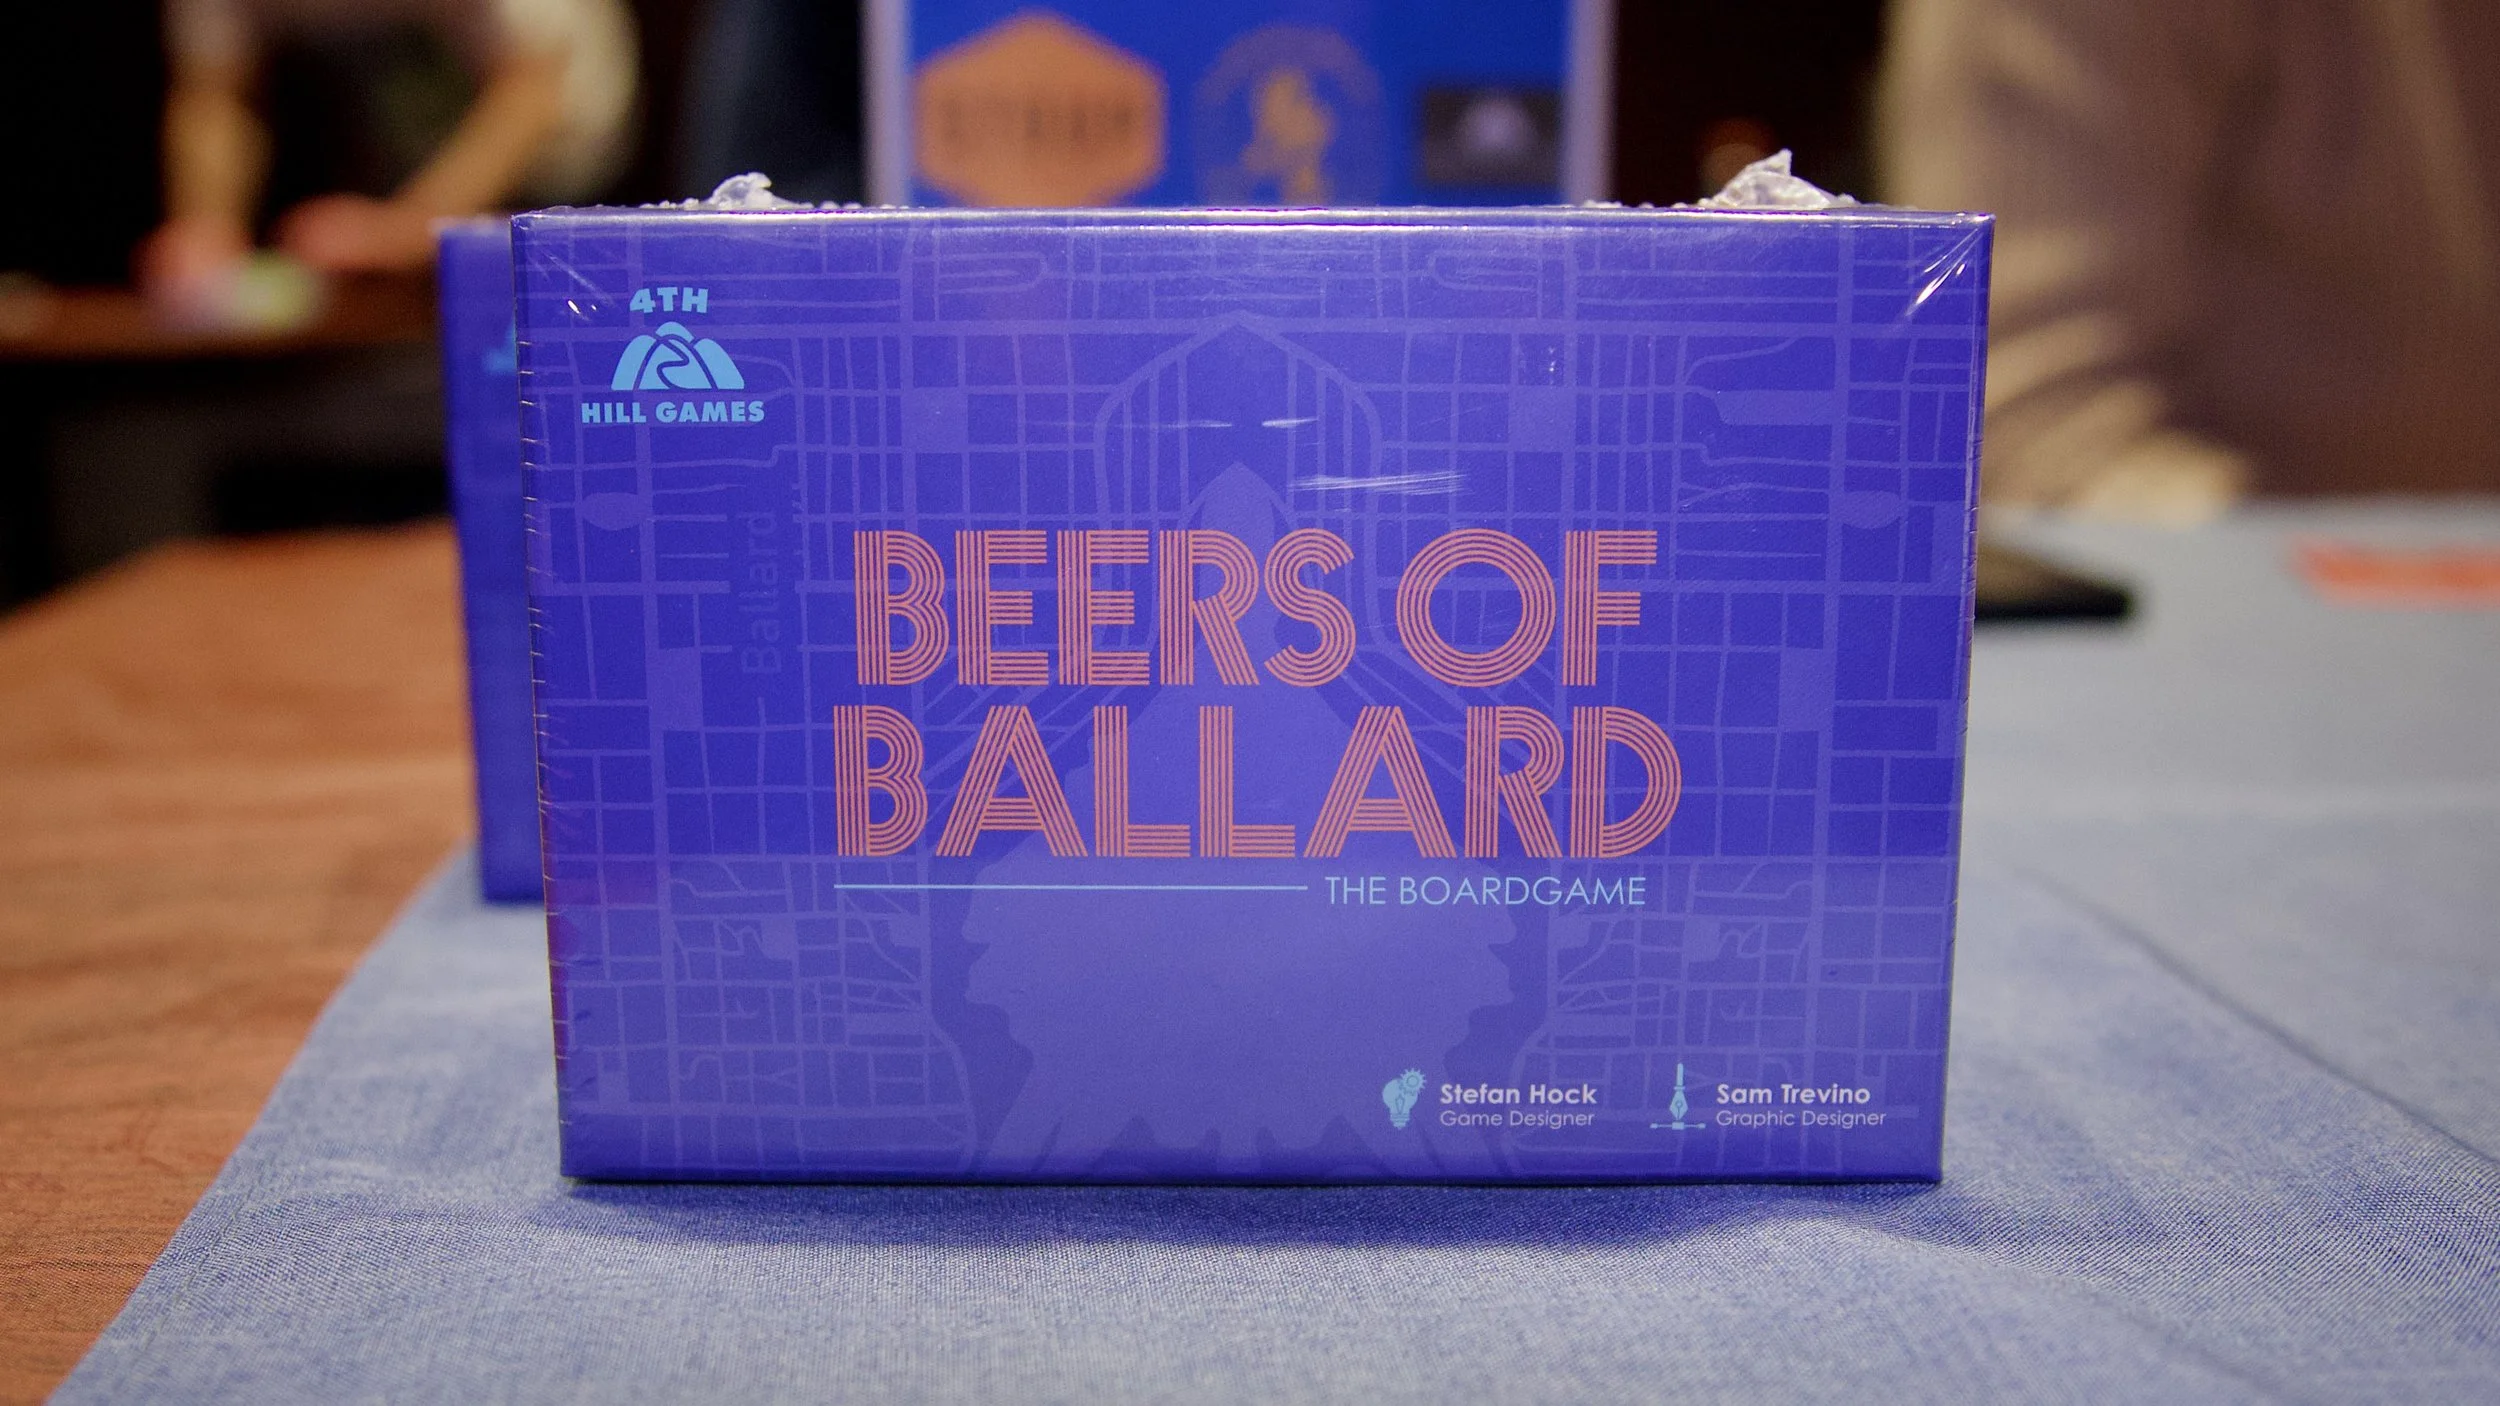 4TH
HILL GAMES
Ballard
BEERS OF
BALLARD
THE BOARDGAME
Stefan Hock
Game Designer
Sam Trevino
Graphic Designer